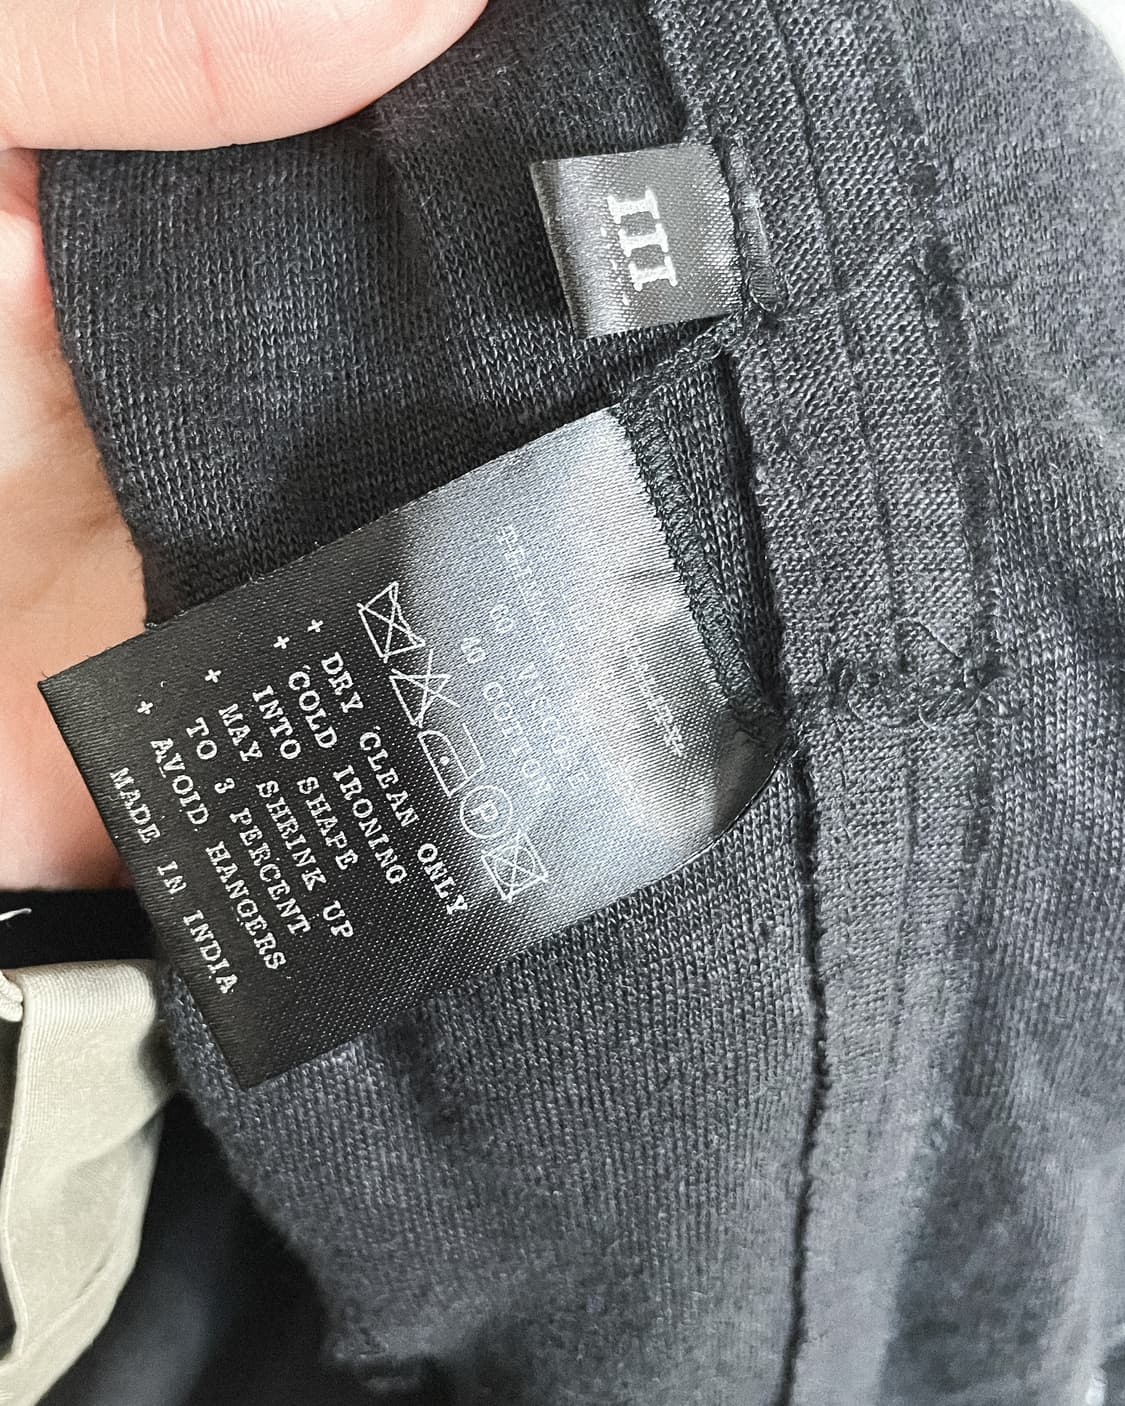 III
60 VISCOSE
40 COTTON
P
+ DRY CLEAN ONLY
+ COLD IRONING
INTO SHAPE
+ MAY SHRINK UP
TO 3 PERCENT
+ AVOID HANGERS
MADE IN INDIA